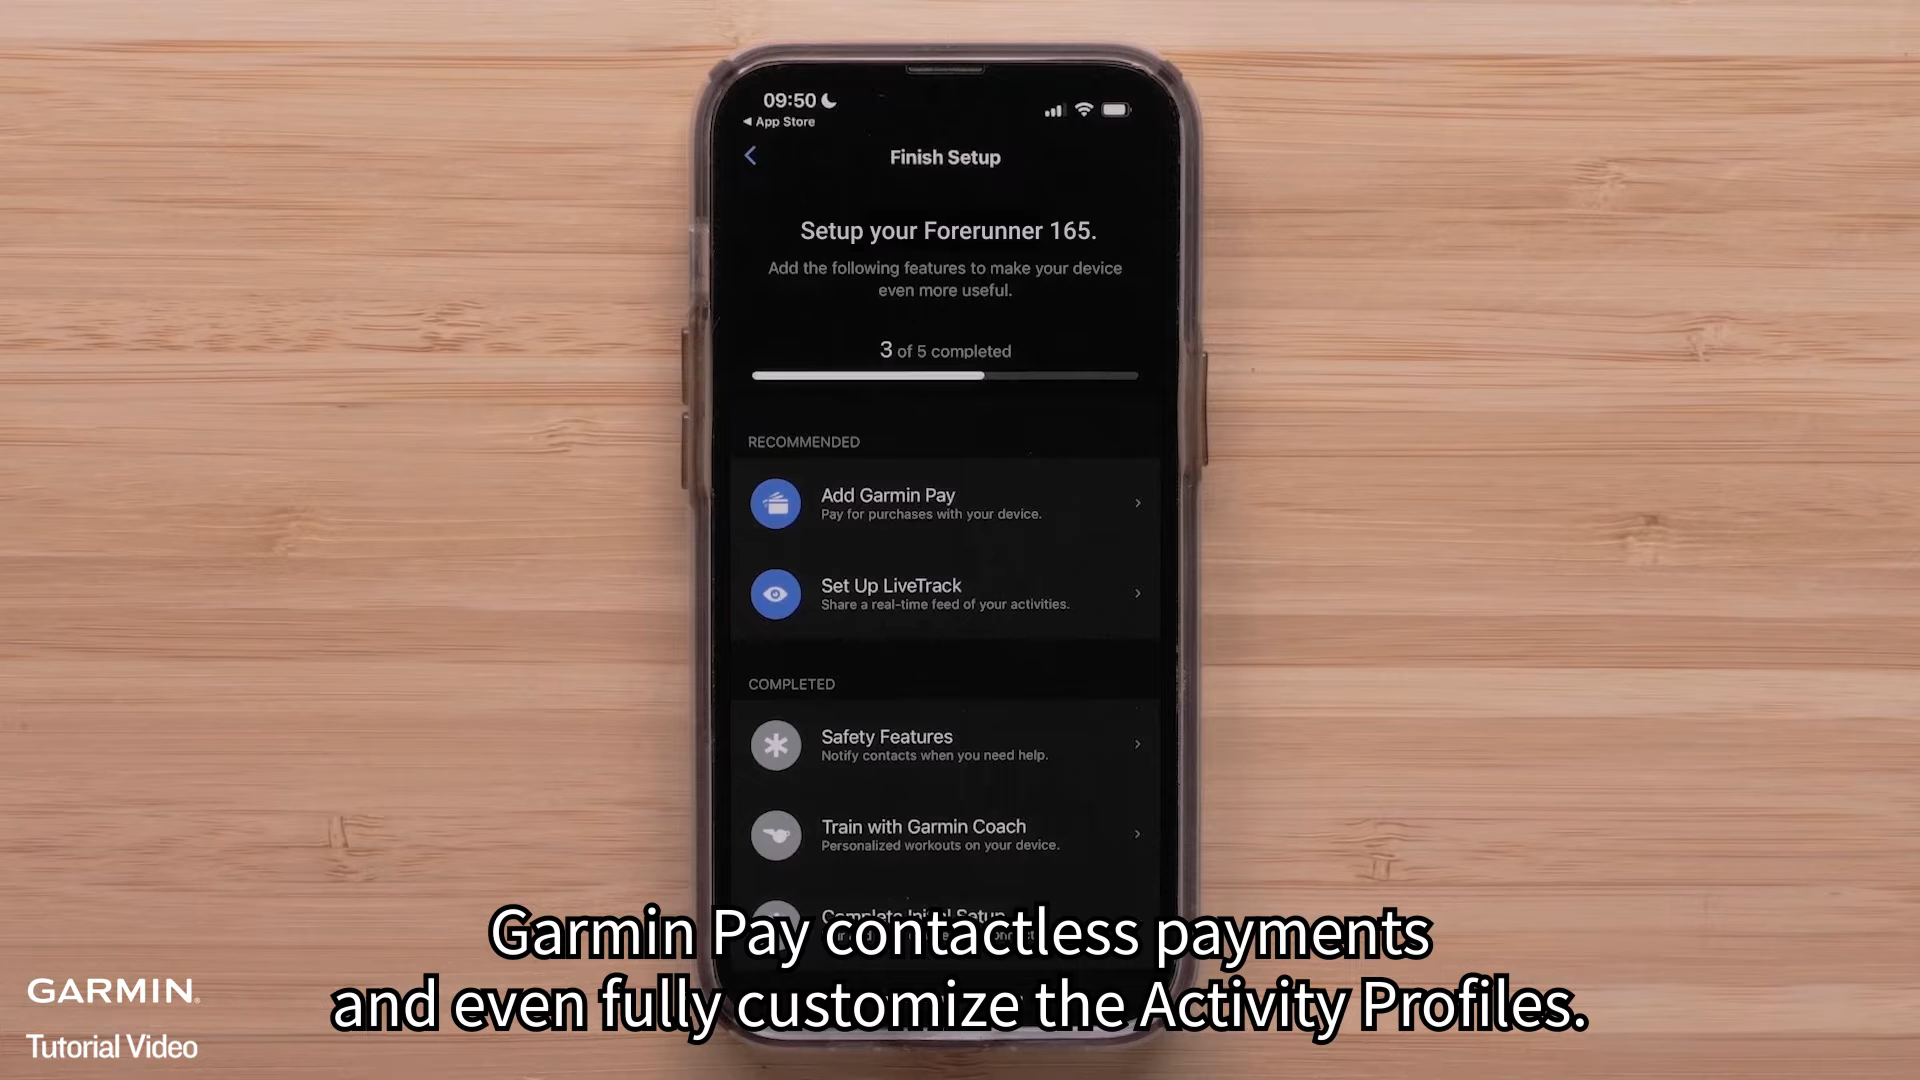 09:50
App Store
Finish Setup
Setup your Forerunner 165.
Add the following features to make your device
even more useful.
3 of 5 completed
RECOMMENDED
Add Garmin Pay
Pay for purchases with your device.
Set Up LiveTrack
Share a real-time feed of your activities.
COMPLETED
Safety Features
Notify contacts when you need help.
Train with Garmin Coach
Personalized workouts on your device.
Complete Initial Setup
Garmin Pay contactless payments
and even fully customize the Activity Profiles.
GARMIN
Tutorial Video